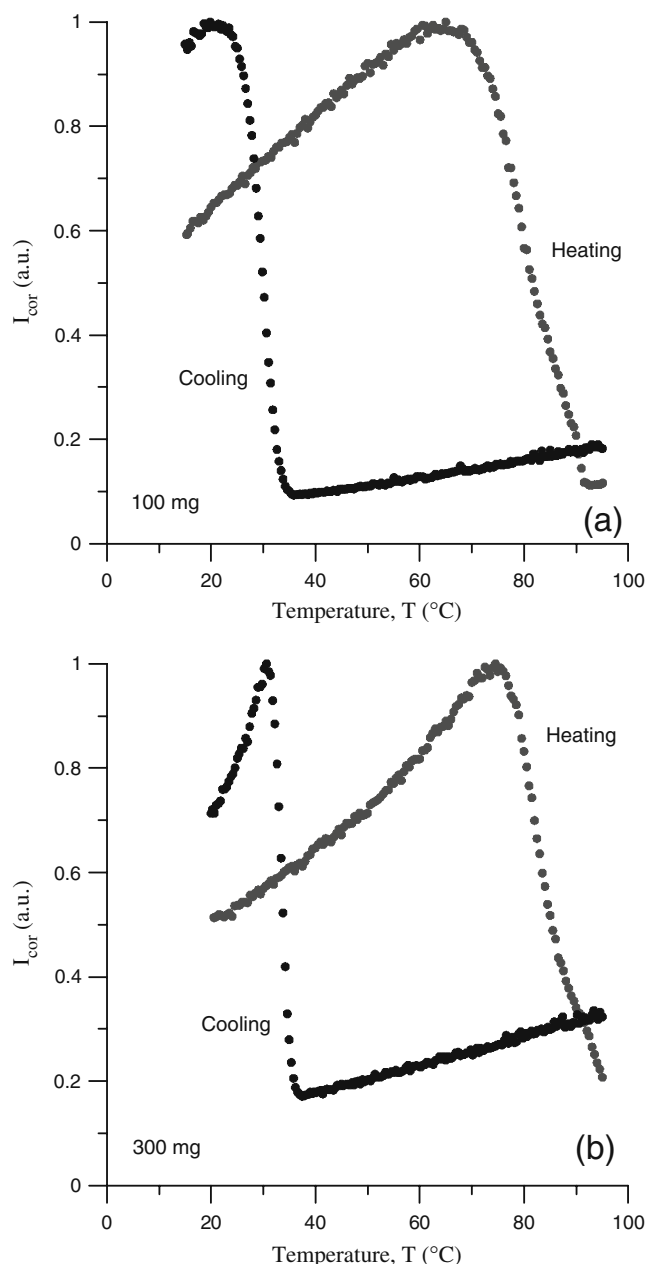 1
0.8
0.6
0.4
0.2
0
I_cor (a.u.)
Heating
Cooling
100 mg
(a)
0 20 40 60 80 100
Temperature, T (°C)
1
0.8
0.6
0.4
0.2
0
I_cor (a.u.)
Heating
Cooling
300 mg
(b)
0 20 40 60 80 100
Temperature, T (°C)